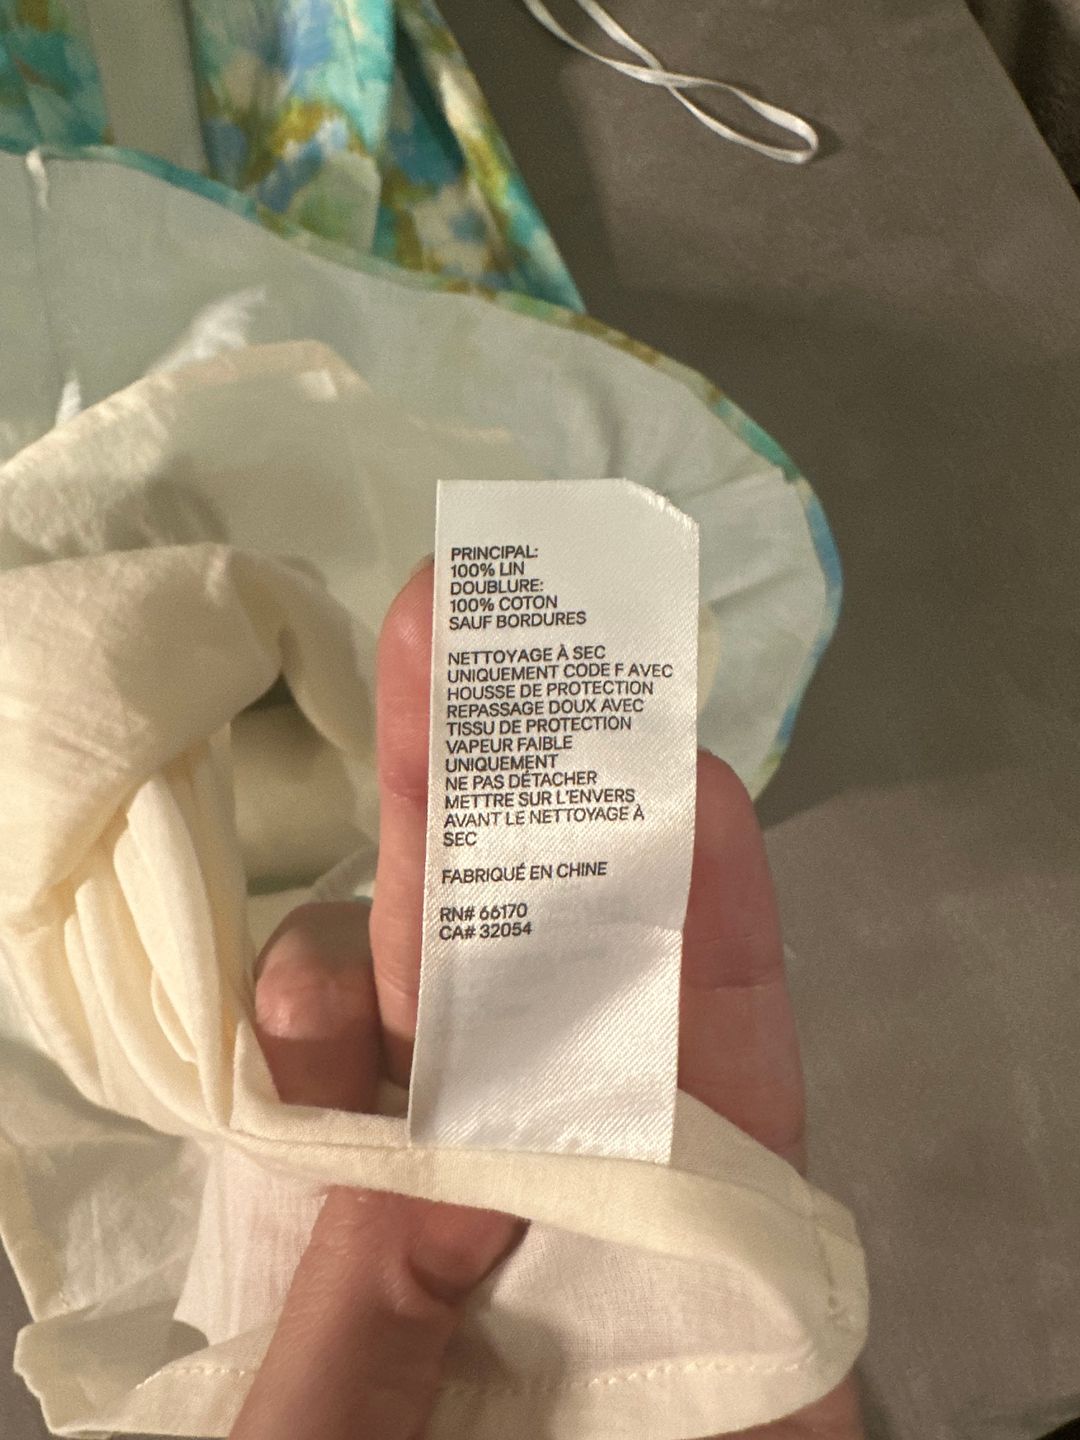 PRINCIPAL:
100% LIN
DOUBLURE:
100% COTON
SAUF BORDURES
NETTOYAGE À SEC
UNIQUEMENT CODE F AVEC
HOUSSE DE PROTECTION
REPASSAGE DOUX AVEC
TISSU DE PROTECTION
VAPEUR FAIBLE
UNIQUEMENT
NE PAS DÉTACHER
METTRE SUR L'ENVERS
AVANT LE NETTOYAGE À
SEC
FABRIQUÉ EN CHINE
RN# 66170
CA# 32054